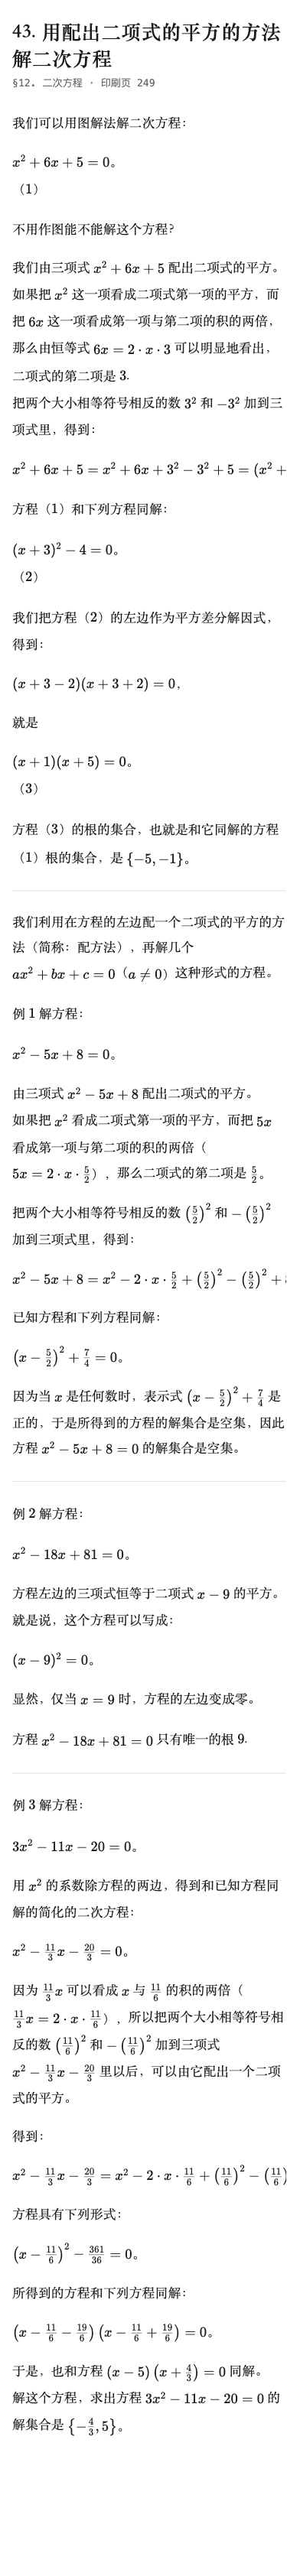 43. 用配出二项式的平方的方法
解二次方程
§12. 二次方程 · 印刷页 249
我们可以用图解法解二次方程：
x² + 6x + 5 = 0。
（1）
不用作图能不能解这个方程?
我们由三项式 x² + 6x + 5 配出二项式的平方。
如果把 x² 这一项看成二项式第一项的平方，而
把 6x 这一项看成第一项与第二项的积的两倍，
那么由恒等式 6x = 2 · x · 3 可以明显地看出，
二项式的第二项是 3.
把两个大小相等符号相反的数 3² 和 −3² 加到三
项式里，得到：
x² + 6x + 5 = x² + 6x + 3² − 3² + 5 = (x² +
方程（1）和下列方程同解：
(x + 3)² − 4 = 0。
（2）
我们把方程（2）的左边作为平方差分解因式，
得到：
(x + 3 − 2)(x + 3 + 2) = 0，
就是
(x + 1)(x + 5) = 0。
（3）
方程（3）的根的集合，也就是和它同解的方程
（1）根的集合，是 {−5, −1}。
我们利用在方程的左边配一个二项式的平方的方
法（简称：配方法），再解几个
ax² + bx + c = 0（a ≠ 0）这种形式的方程。
例 1 解方程：
x² − 5x + 8 = 0。
由三项式 x² − 5x + 8 配出二项式的平方。
如果把 x² 看成二项式第一项的平方，而把 5x
看成第一项与第二项的积的两倍（
5x = 2 · x · 5/2），那么二项式的第二项是 5/2。
把两个大小相等符号相反的数 (5/2)² 和 −(5/2)²
加到三项式里，得到：
x² − 5x + 8 = x² − 2 · x · 5/2 + (5/2)² − (5/2)² +
已知方程和下列方程同解：
(x − 5/2)² + 7/4 = 0。
因为当 x 是任何数时，表示式 (x − 5/2)² + 7/4 是
正的，于是所得到的方程的解集合是空集，因此
方程 x² − 5x + 8 = 0 的解集合是空集。
例 2 解方程：
x² − 18x + 81 = 0。
方程左边的三项式恒等于二项式 x − 9 的平方。
就是说，这个方程可以写成：
(x − 9)² = 0。
显然，仅当 x = 9 时，方程的左边变成零。
方程 x² − 18x + 81 = 0 只有唯一的根 9.
例 3 解方程：
3x² − 11x − 20 = 0。
用 x² 的系数除方程的两边，得到和已知方程同
解的简化的二次方程：
x² − 11/3 x − 20/3 = 0。
因为 11/3 x 可以看成 x 与 11/6 的积的两倍（
11/3 x = 2 · x · 11/6），所以把两个大小相等符号相
反的数 (11/6)² 和 −(11/6)² 加到三项式
x² − 11/3 x − 20/3 里以后，可以由它配出一个二项
式的平方。
得到：
x² − 11/3 x − 20/3 = x² − 2 · x · 11/6 + (11/6)² − (11/6)
方程具有下列形式：
(x − 11/6)² − 361/36 = 0。
所得到的方程和下列方程同解：
(x − 11/6 − 19/6) (x − 11/6 + 19/6) = 0。
于是，也和方程 (x − 5) (x + 4/3) = 0 同解。
解这个方程，求出方程 3x² − 11x − 20 = 0 的
解集合是 {−4/3, 5}。